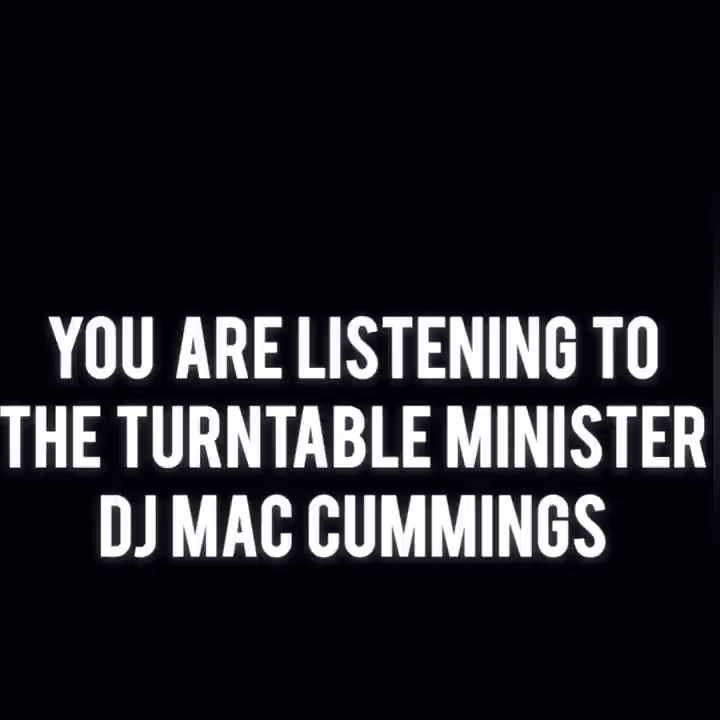 YOU ARE LISTENING TO
THE TURNTABLE MINISTER
DJ MAC CUMMINGS